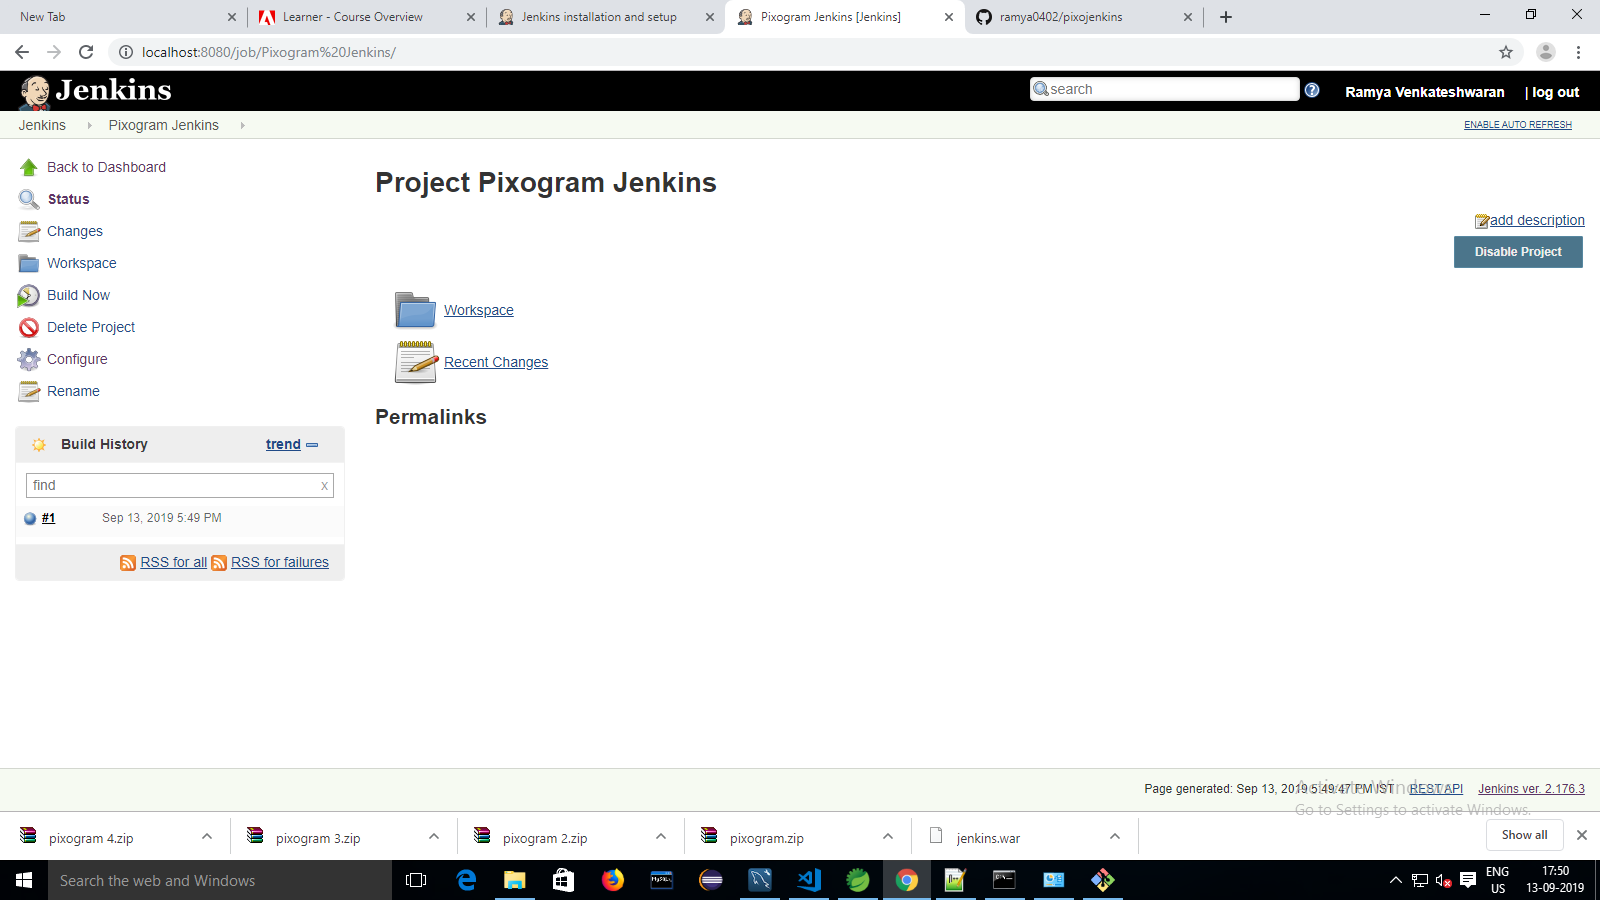 New Tab
Learner - Course Overview
Jenkins installation and setup
Pixogram Jenkins [Jenkins]
ramya0402/pixojenkins
localhost:8080/job/Pixogram%20Jenkins/
Jenkins
search
Ramya Venkateshwaran
| log out
Jenkins
Pixogram Jenkins
ENABLE AUTO REFRESH
Back to Dashboard
Status
Changes
Workspace
Build Now
Delete Project
Configure
Rename
Build History
trend
find
x
#1
Sep 13, 2019 5:49 PM
RSS for all
RSS for failures
Project Pixogram Jenkins
add description
Disable Project
Workspace
Recent Changes
Permalinks
Page generated: Sep 13, 2019 5:49:47 PM IST
REST API
Jenkins ver. 2.176.3
Activate Windows
Go to Settings to activate Windows.
pixogram 4.zip
pixogram 3.zip
pixogram 2.zip
pixogram.zip
jenkins.war
Show all
Search the web and Windows
ENG
US
17:50
13-09-2019